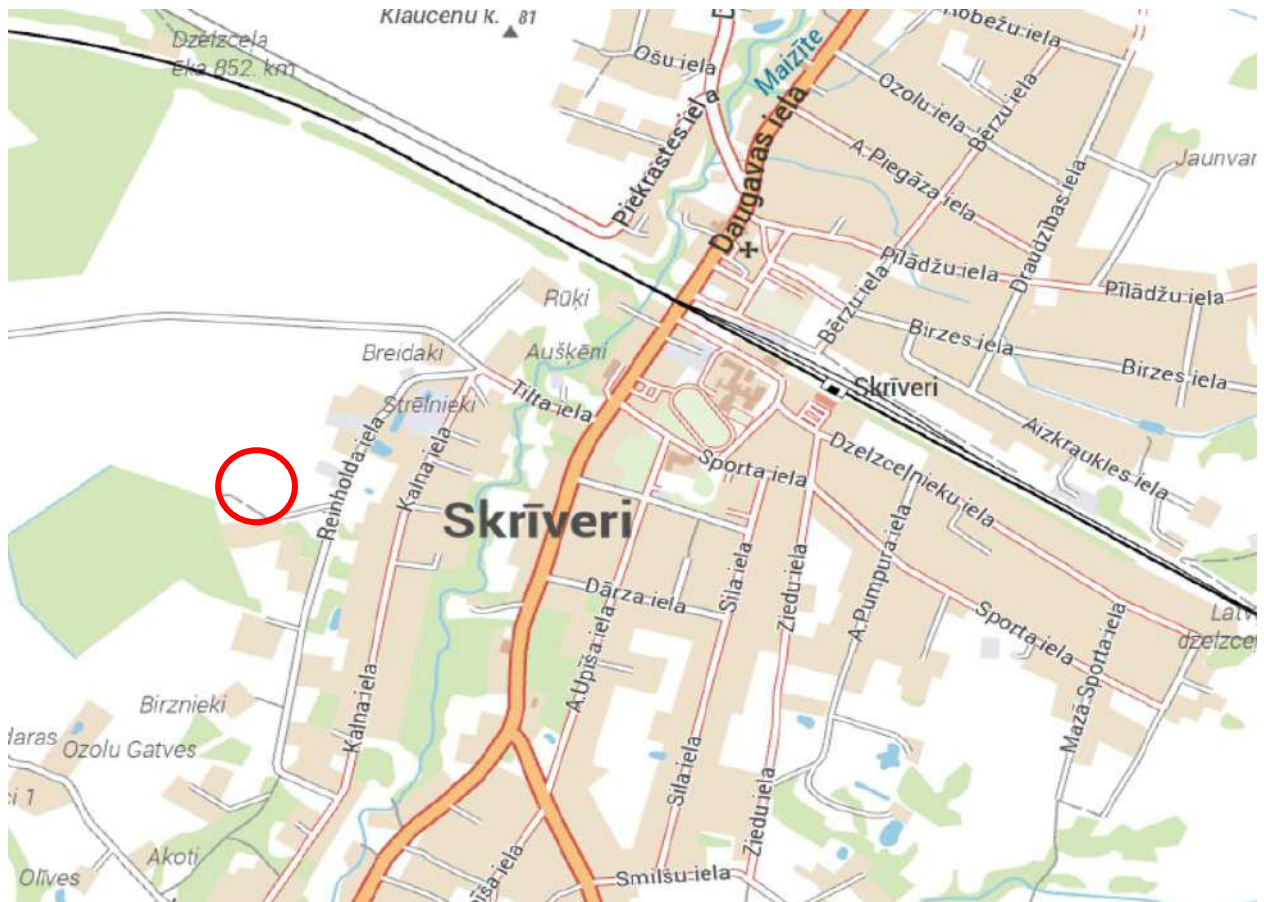 Klaucēnu k. 81
Dzelzceļa
ēka 852. km
Ošu iela
Maizīte
Robežu iela
Ozolu iela
Bērzu iela
A. Piegāza iela
Piekrastes iela
Daugavas iela
Draudzības iela
Pīlādžu iela
Pīlādžu iela
Bērzu iela
Rūķi
Birzes iela
Birzes iela
Breidaki
Aušķēni
Skrīveri
Strēlnieki
Tilta iela
Aizkraukles iela
Dzelzceļnieku iela
Sporta iela
Reinholda iela
Kalna iela
Skrīveri
Dārza iela
Sila iela
Ziedu iela
A.Pumpura iela
Sporta iela
Mazā Sporta iela
A.Upīša iela
Birznieki
Kalna iela
Ozolu Gatves
Sila iela
Ziedu iela
Akoti
Olīves
Smilšu iela